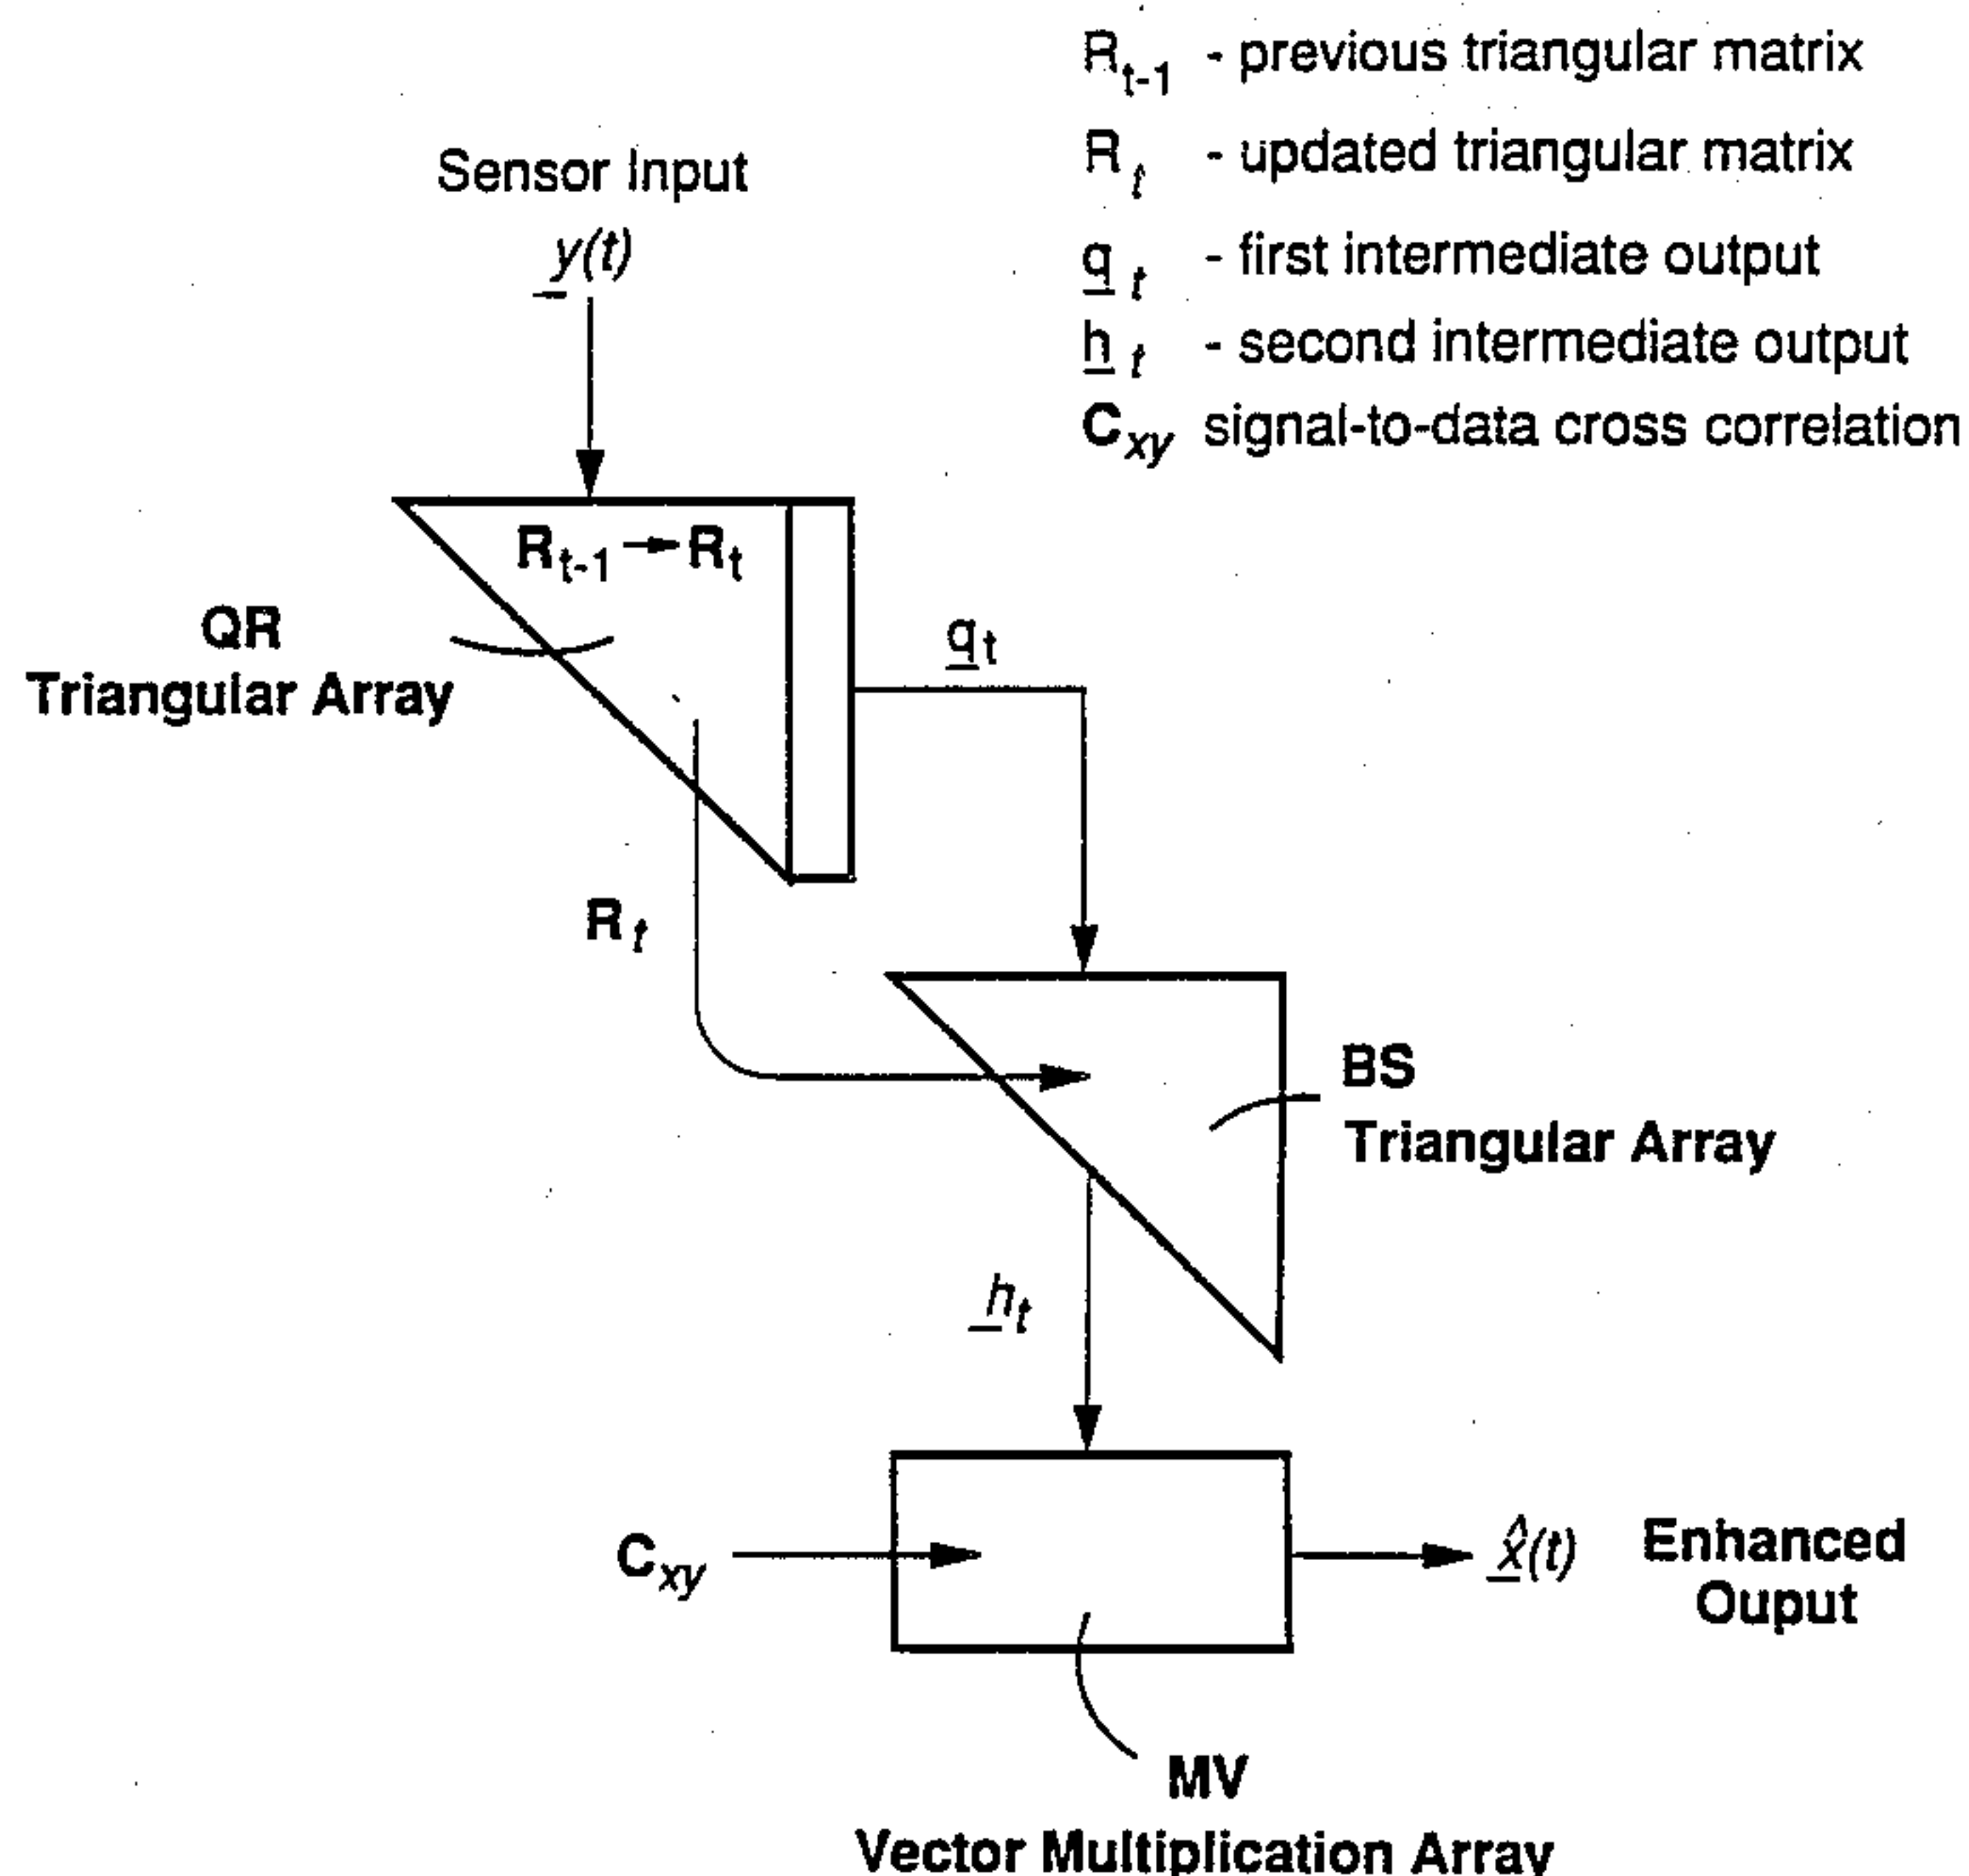 R_{t-1} - previous triangular matrix
R_t - updated triangular matrix
q_t - first intermediate output
h_t - second intermediate output
C_{xy} signal-to-data cross correlation
Sensor Input
y(t)
R_{t-1} → R_t
QR
Triangular Array
q_t
R_t
BS
Triangular Array
h_t
C_{xy}
x̂(t)
Enhanced
Ouput
MV
Vector Multiplication Array